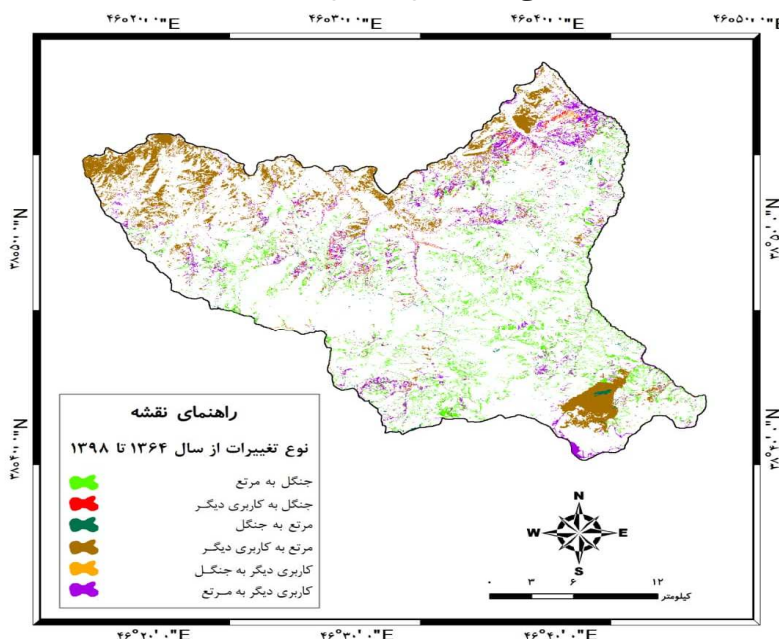 ۴۶°۲۰'۰"E ۴۶°۳۰'۰"E ۴۶°۴۰'۰"E ۴۶°۵۰'۰"E
۳۸°۵۰'۰"N ۳۸°۵۰'۰"N
۳۸°۴۰'۰"N ۳۸°۴۰'۰"N
راهنمای نقشه
نوع تغییرات از سال ۱۳۶۴ تا ۱۳۹۸
جنگل به مرتع
جنگل به کاربری دیگر
مرتع به جنگل
مرتع به کاربری دیگر
کاربری دیگر به جنگل
کاربری دیگر به مرتع
N
W E
S
۰ ۳ ۶ ۱۲
کیلومتر
۴۶°۲۰'۰"E ۴۶°۳۰'۰"E ۴۶°۴۰'۰"E